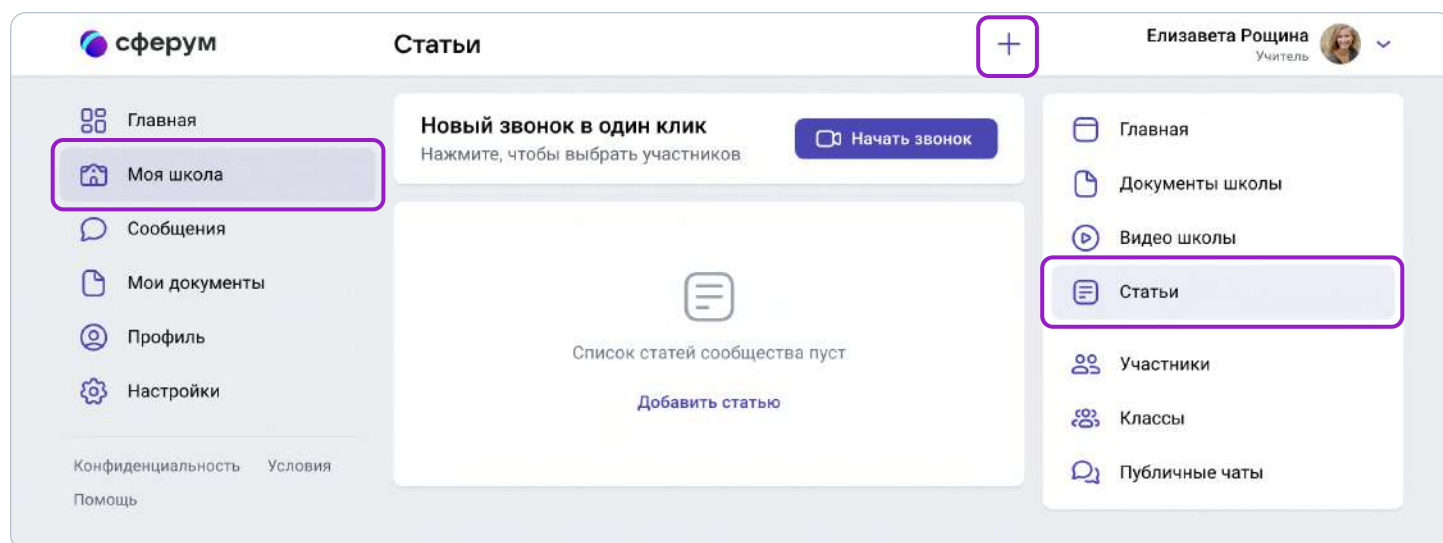 сферум
Статьи
Елизавета Рощина
Учитель
Главная
Моя школа
Сообщения
Мои документы
Профиль
Настройки
Конфиденциальность Условия
Помощь
Новый звонок в один клик
Нажмите, чтобы выбрать участников
Начать звонок
Список статей сообщества пуст
Добавить статью
Главная
Документы школы
Видео школы
Статьи
Участники
Классы
Публичные чаты